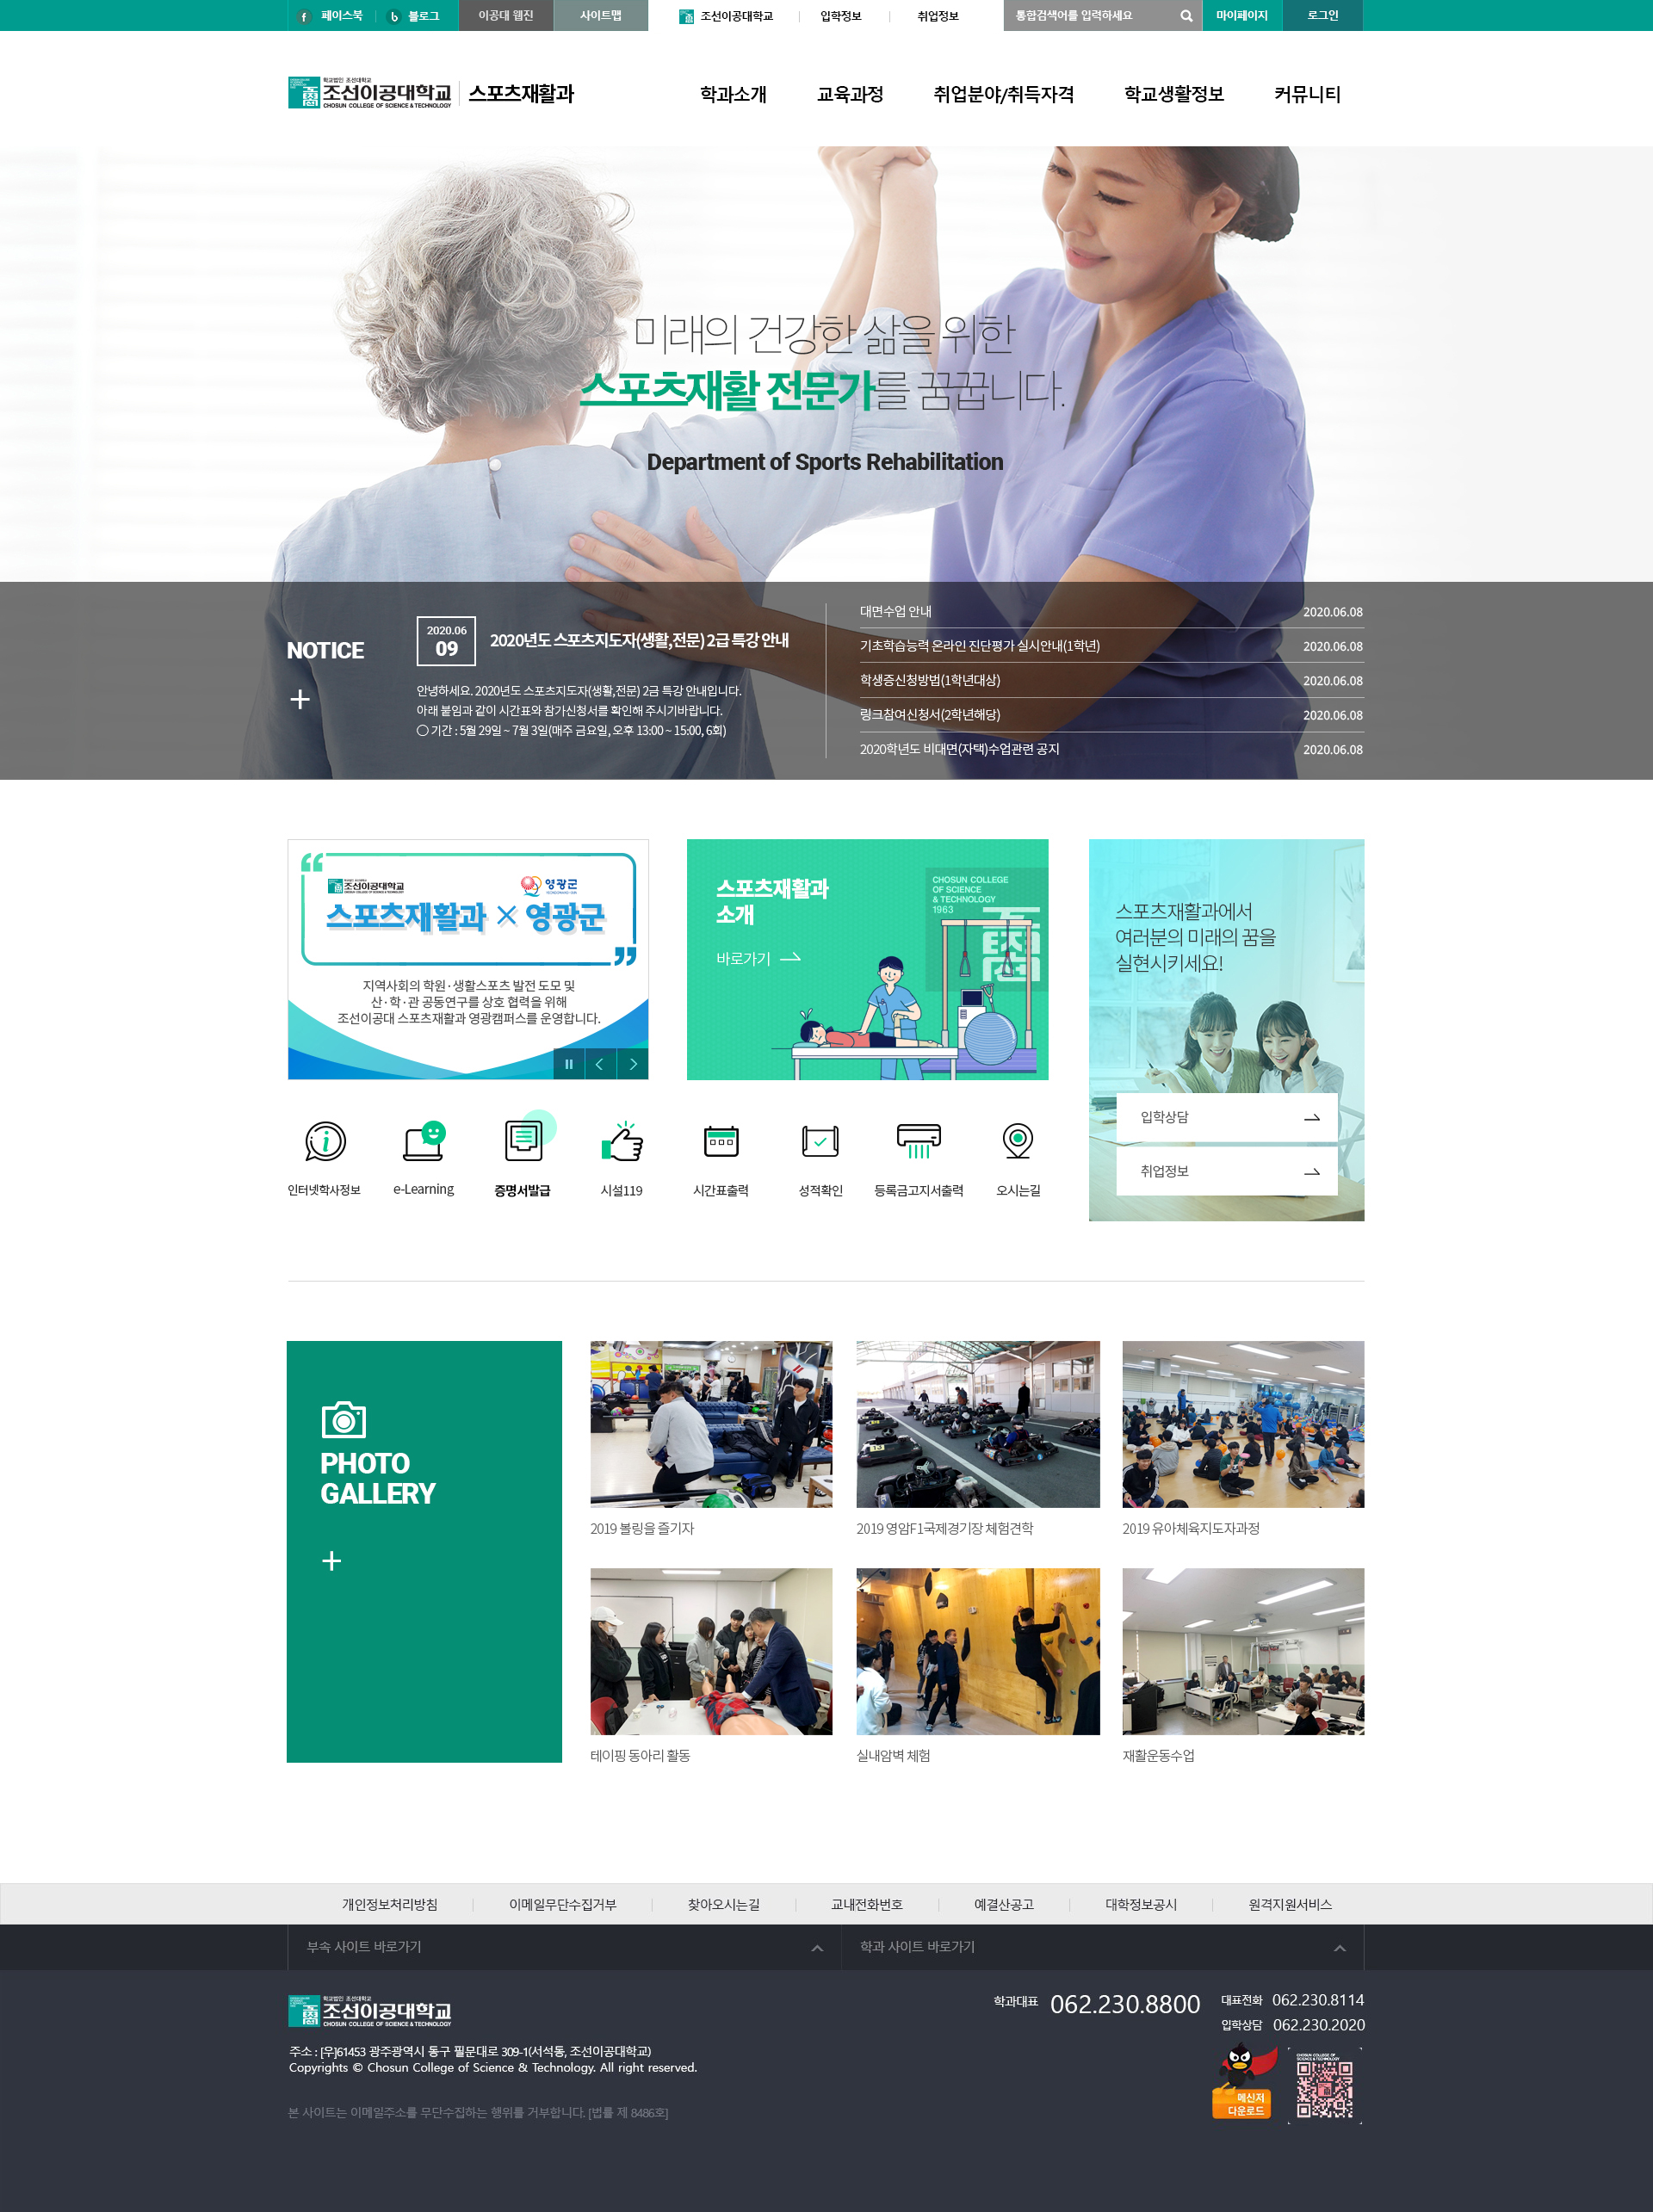 페이스북
블로그
이공대 웹진
사이트맵
조선이공대학교
입학정보
취업정보
통합검색어를 입력하세요
마이페이지
로그인
학교법인 조선대학교
조선이공대학교
CHOSUN COLLEGE OF SCIENCE & TECHNOLOGY
스포츠재활과
학과소개
교육과정
취업분야/취득자격
학교생활정보
커뮤니티
미래의 건강한 삶을 위한
스포츠재활 전문가를 꿈꿉니다.
Department of Sports Rehabilitation
NOTICE
2020.06
09
2020년도 스포츠지도자(생활,전문) 2급 특강 안내
안녕하세요. 2020년도 스포츠지도자(생활,전문) 2급 특강 안내입니다.
아래 붙임과 같이 시간표와 참가신청서를 확인해 주시기바랍니다.
○ 기간 : 5월 29일 ~ 7월 3일(매주 금요일, 오후 13:00 ~ 15:00, 6회)
대면수업 안내 2020.06.08
기초학습능력 온라인 진단평가 실시안내(1학년) 2020.06.08
학생증신청방법(1학년대상) 2020.06.08
링크참여신청서(2학년해당) 2020.06.08
2020학년도 비대면(자택)수업관련 공지 2020.06.08
조선이공대학교
영광군
스포츠재활과 × 영광군
지역사회의 학원·생활스포츠 발전 도모 및
산·학·관 공동연구를 상호 협력을 위해
조선이공대 스포츠재활과 영광캠퍼스를 운영합니다.
스포츠재활과
소개
바로가기
CHOSUN COLLEGE
OF SCIENCE
& TECHNOLOGY
1963
스포츠재활과에서
여러분의 미래의 꿈을
실현시키세요!
입학상담
취업정보
인터넷학사정보
e-Learning
증명서발급
시설119
시간표출력
성적확인
등록금고지서출력
오시는길
PHOTO
GALLERY
2019 볼링을 즐기자
2019 영암F1국제경기장 체험견학
2019 유아체육지도자과정
테이핑 동아리 활동
실내암벽 체험
재활운동수업
개인정보처리방침
이메일무단수집거부
찾아오시는길
교내전화번호
예결산공고
대학정보공시
원격지원서비스
부속 사이트 바로가기
학과 사이트 바로가기
학교법인 조선대학교
조선이공대학교
CHOSUN COLLEGE OF SCIENCE & TECHNOLOGY
학과대표 062.230.8800
대표전화 062.230.8114
입학상담 062.230.2020
주소 : [우]61453 광주광역시 동구 필문대로 309-1(서석동, 조선이공대학교)
Copyrights © Chosun College of Science & Technology. All right reserved.
본 사이트는 이메일주소를 무단수집하는 행위를 거부합니다. [법률 제 8486호]
메신저
다운로드
CHOSUN COLLEGE OF
SCIENCE & TECHNOLOGY